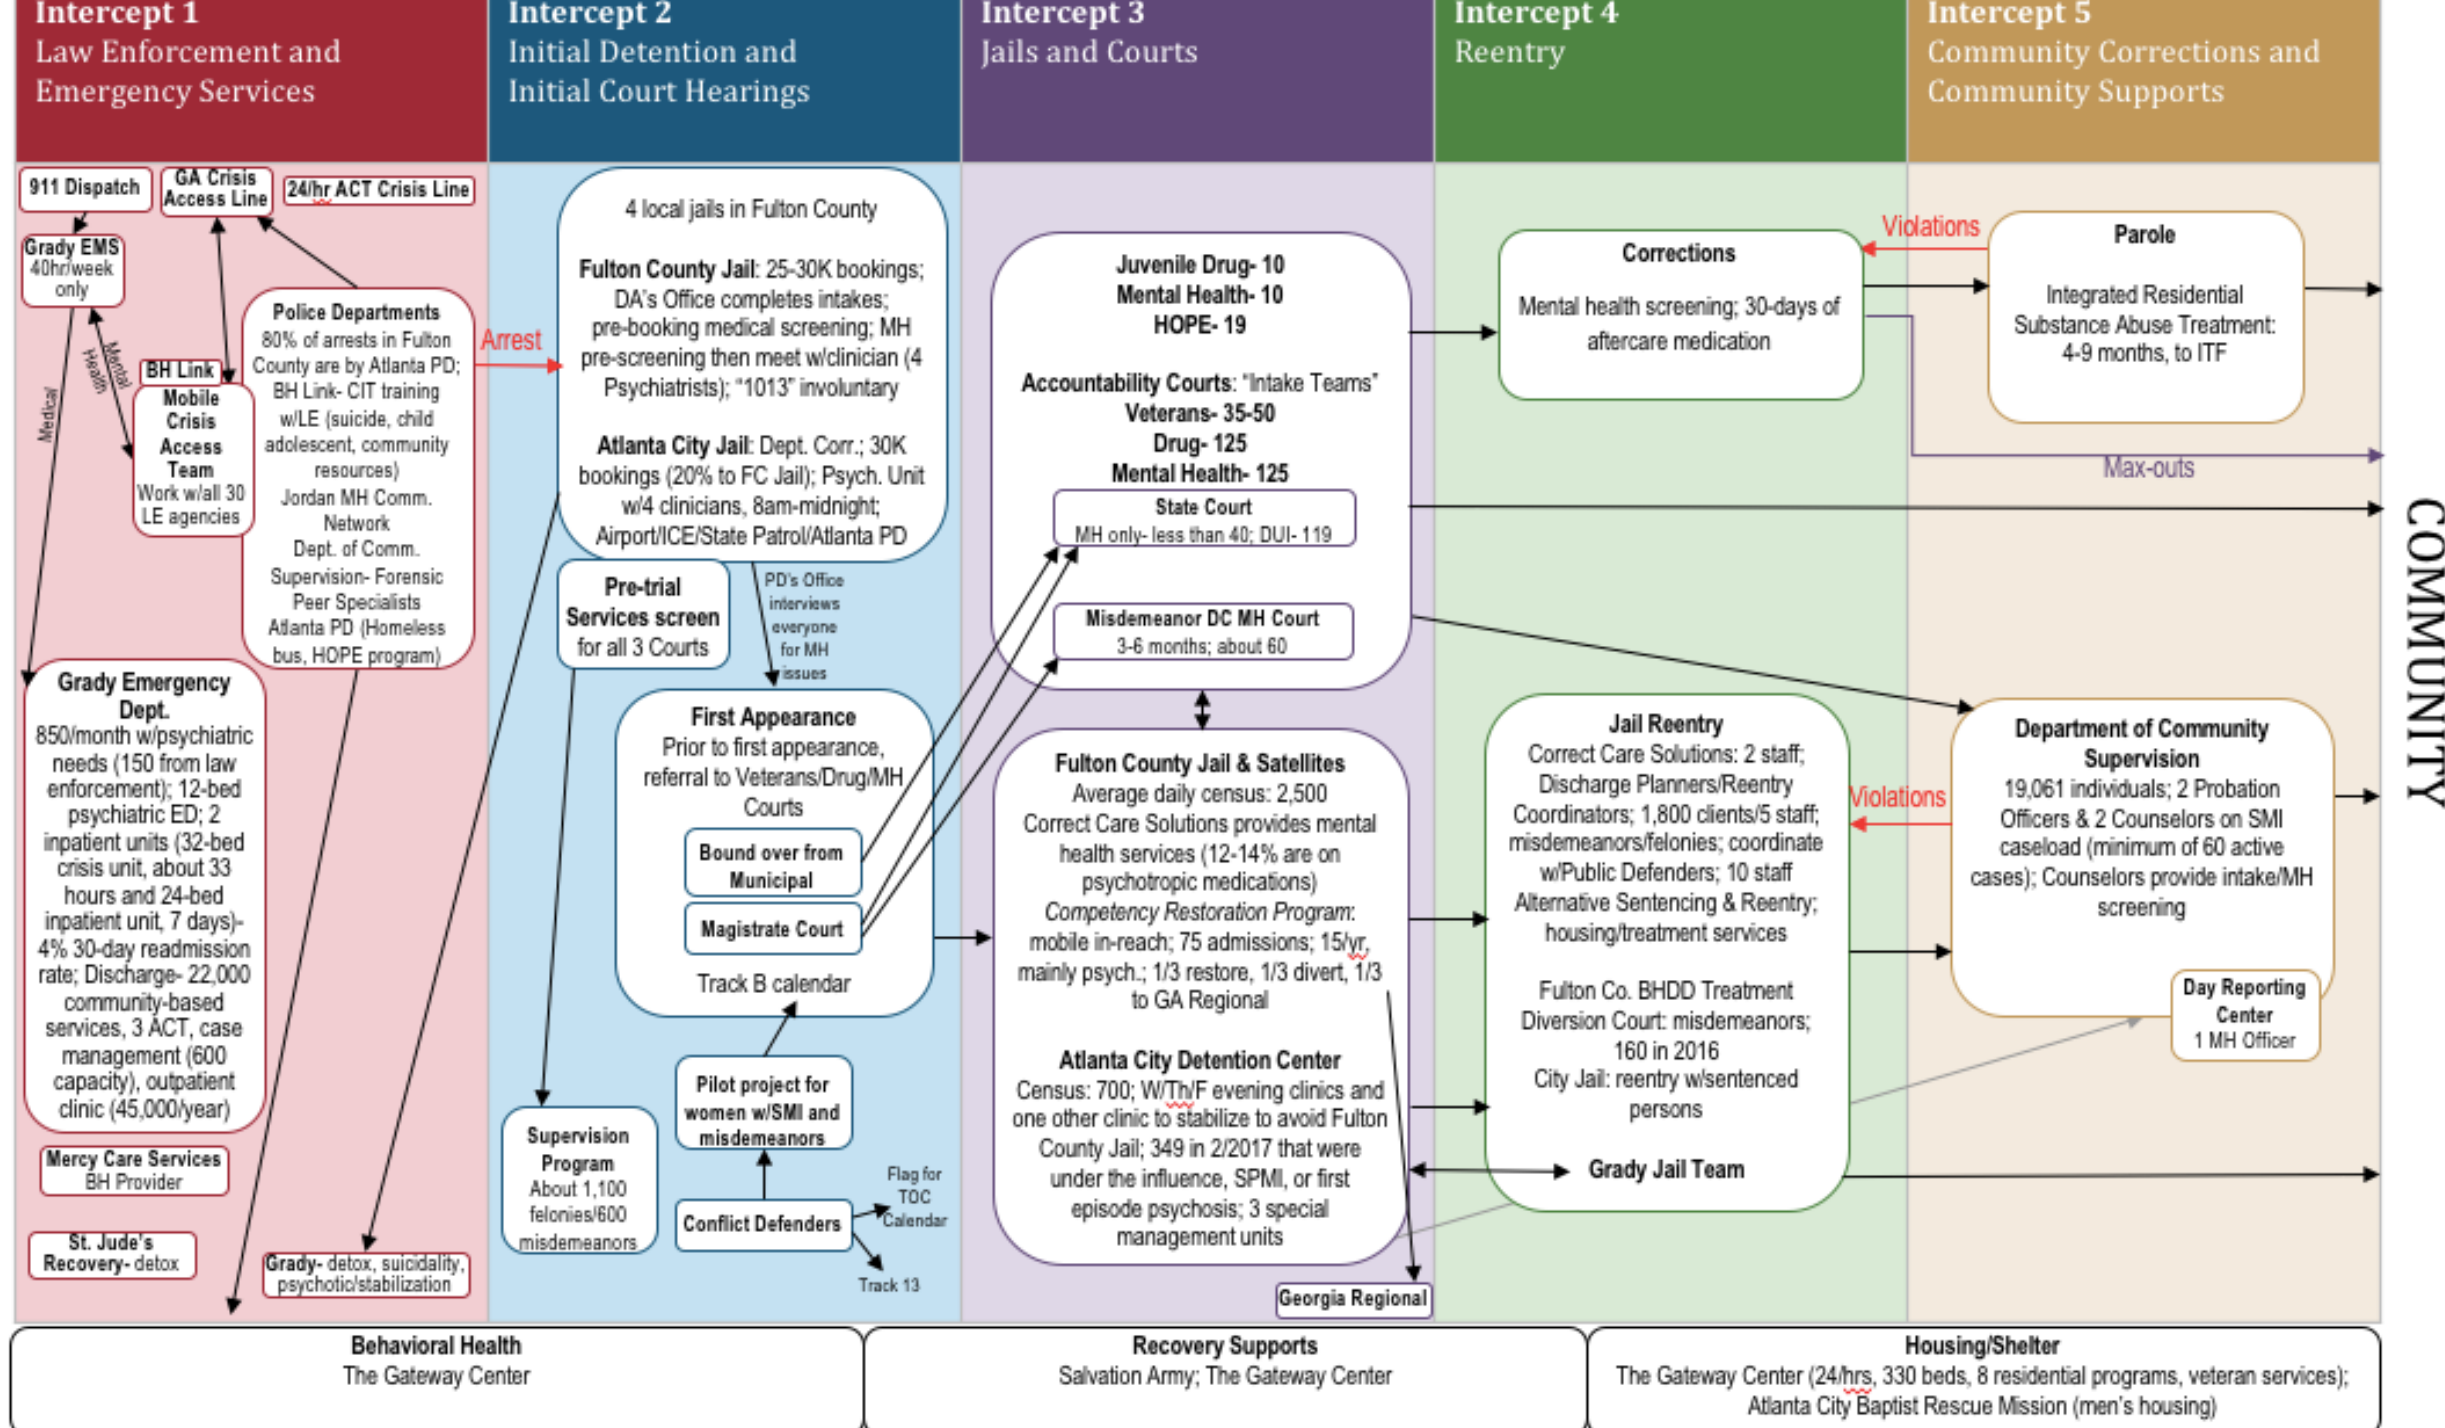 Intercept 1
Law Enforcement and
Emergency Services
Intercept 2
Initial Detention and
Initial Court Hearings
Intercept 3
Jails and Courts
Intercept 4
Reentry
Intercept 5
Community Corrections and
Community Supports
911 Dispatch
GA Crisis
Access Line
24/hr ACT Crisis Line
Grady EMS
40hr/week
only
Medical
Mental
Health
BH Link
Mobile
Crisis
Access
Team
Work w/all 30
LE agencies
Police Departments
80% of arrests in Fulton
County are by Atlanta PD;
BH Link- CIT training
w/LE (suicide, child
adolescent, community
resources)
Jordan MH Comm.
Network
Dept. of Comm.
Supervision- Forensic
Peer Specialists
Atlanta PD (Homeless
bus, HOPE program)
Arrest
Grady Emergency
Dept.
850/month w/psychiatric
needs (150 from law
enforcement); 12-bed
psychiatric ED; 2
inpatient units (32-bed
crisis unit, about 33
hours and 24-bed
inpatient unit, 7 days)-
4% 30-day readmission
rate; Discharge- 22,000
community-based
services, 3 ACT, case
management (600
capacity), outpatient
clinic (45,000/year)
Mercy Care Services
BH Provider
St. Jude's
Recovery- detox
Grady- detox, suicidality,
psychotic/stabilization
4 local jails in Fulton County
Fulton County Jail: 25-30K bookings;
DA's Office completes intakes;
pre-booking medical screening; MH
pre-screening then meet w/clinician (4
Psychiatrists); "1013" involuntary
Atlanta City Jail: Dept. Corr.; 30K
bookings (20% to FC Jail); Psych. Unit
w/4 clinicians, 8am-midnight;
Airport/ICE/State Patrol/Atlanta PD
Pre-trial
Services screen
for all 3 Courts
PD's Office
interviews
everyone
for MH
issues
First Appearance
Prior to first appearance,
referral to Veterans/Drug/MH
Courts
Bound over from
Municipal
Magistrate Court
Track B calendar
Pilot project for
women w/SMI and
misdemeanors
Supervision
Program
About 1,100
felonies/600
misdemeanors
Conflict Defenders
Flag for
TOC
Calendar
Track 13
Juvenile Drug- 10
Mental Health- 10
HOPE- 19
Accountability Courts: "Intake Teams"
Veterans- 35-50
Drug- 125
Mental Health- 125
State Court
MH only- less than 40; DUI- 119
Misdemeanor DC MH Court
3-6 months; about 60
Fulton County Jail & Satellites
Average daily census: 2,500
Correct Care Solutions provides mental
health services (12-14% are on
psychotropic medications)
Competency Restoration Program:
mobile in-reach; 75 admissions; 15/yr,
mainly psych.; 1/3 restore, 1/3 divert, 1/3
to GA Regional
Atlanta City Detention Center
Census: 700; W/Th/F evening clinics and
one other clinic to stabilize to avoid Fulton
County Jail; 349 in 2/2017 that were
under the influence, SPMI, or first
episode psychosis; 3 special
management units
Georgia Regional
Corrections
Mental health screening; 30-days of
aftercare medication
Violations
Parole
Integrated Residential
Substance Abuse Treatment:
4-9 months, to ITF
Max-outs
Jail Reentry
Correct Care Solutions: 2 staff;
Discharge Planners/Reentry
Coordinators; 1,800 clients/5 staff;
misdemeanors/felonies; coordinate
w/Public Defenders; 10 staff
Alternative Sentencing & Reentry;
housing/treatment services
Fulton Co. BHDD Treatment
Diversion Court: misdemeanors;
160 in 2016
City Jail: reentry w/sentenced
persons
Grady Jail Team
Violations
Department of Community
Supervision
19,061 individuals; 2 Probation
Officers & 2 Counselors on SMI
caseload (minimum of 60 active
cases); Counselors provide intake/MH
screening
Day Reporting
Center
1 MH Officer
COMMUNITY
Behavioral Health
The Gateway Center
Recovery Supports
Salvation Army; The Gateway Center
Housing/Shelter
The Gateway Center (24/hrs, 330 beds, 8 residential programs, veteran services);
Atlanta City Baptist Rescue Mission (men's housing)